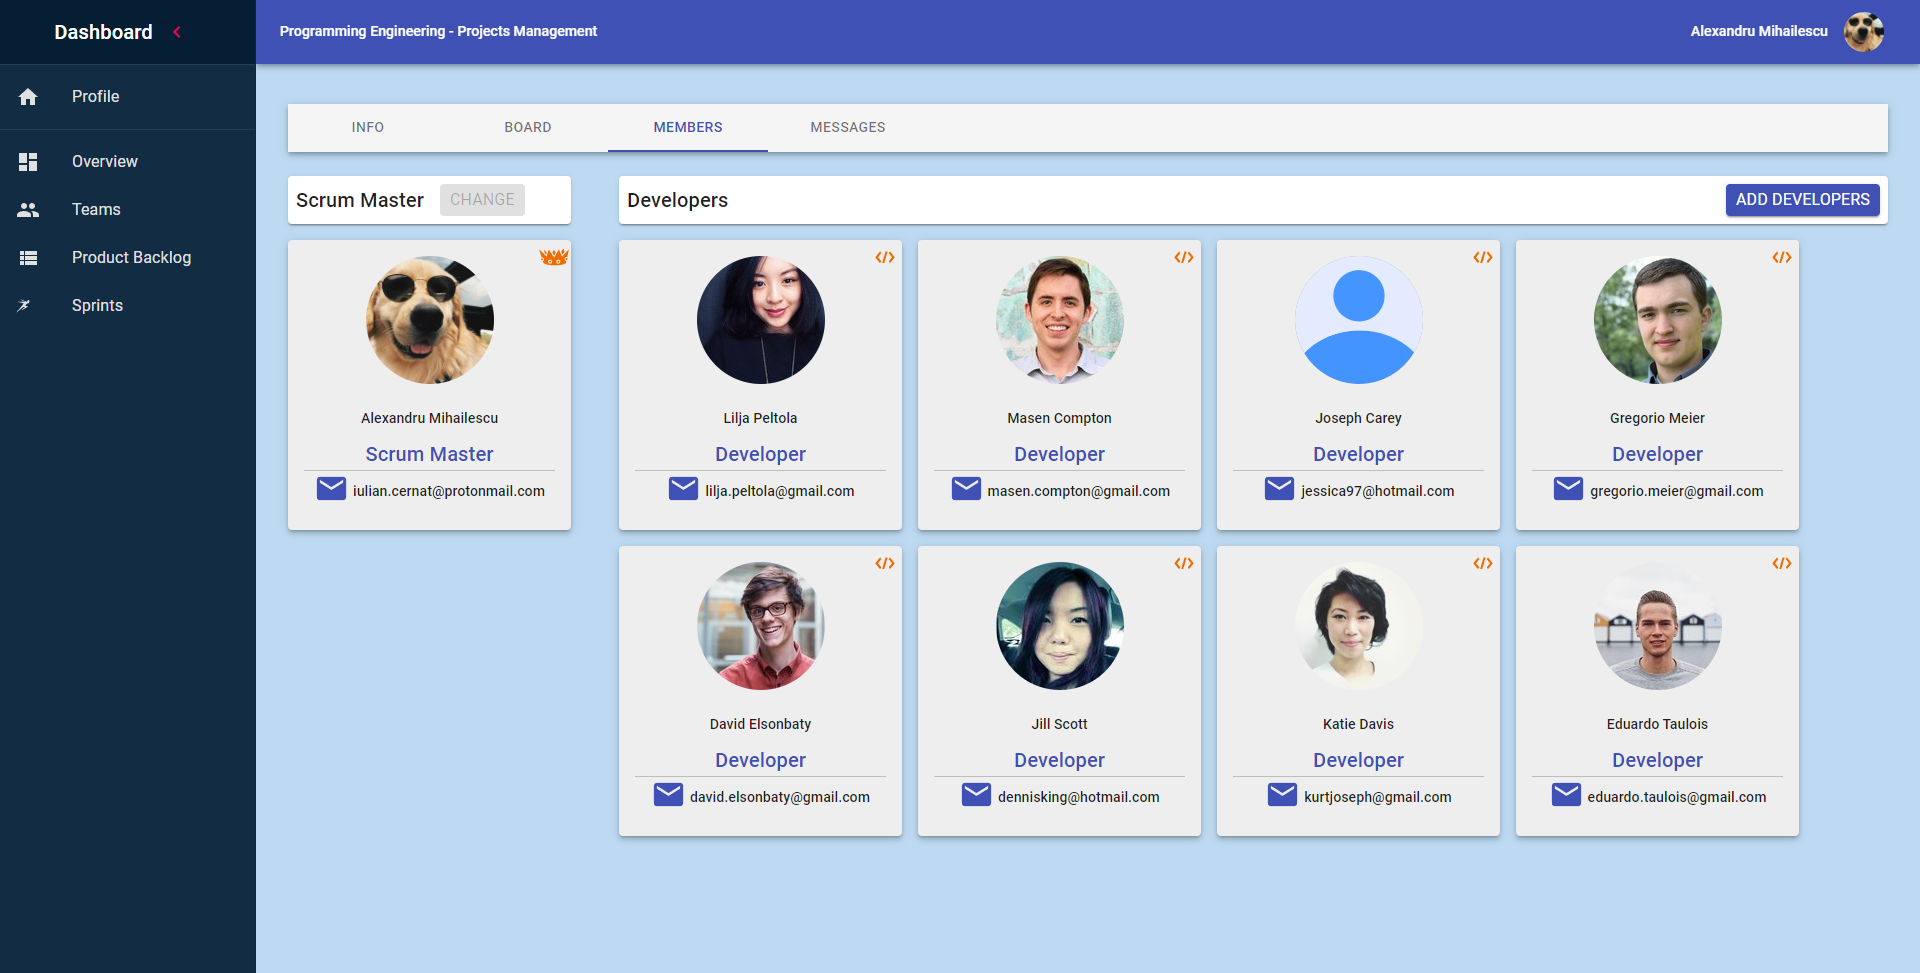 Dashboard
Programming Engineering - Projects Management
Alexandru Mihailescu
Profile
Overview
Teams
Product Backlog
Sprints
INFO
BOARD
MEMBERS
MESSAGES
Scrum Master
CHANGE
Developers
ADD DEVELOPERS
Alexandru Mihailescu
Scrum Master
iulian.cernat@protonmail.com
Lilja Peltola
Developer
lilja.peltola@gmail.com
Masen Compton
Developer
masen.compton@gmail.com
Joseph Carey
Developer
jessica97@hotmail.com
Gregorio Meier
Developer
gregorio.meier@gmail.com
David Elsonbaty
Developer
david.elsonbaty@gmail.com
Jill Scott
Developer
dennisking@hotmail.com
Katie Davis
Developer
kurtjoseph@gmail.com
Eduardo Taulois
Developer
eduardo.taulois@gmail.com